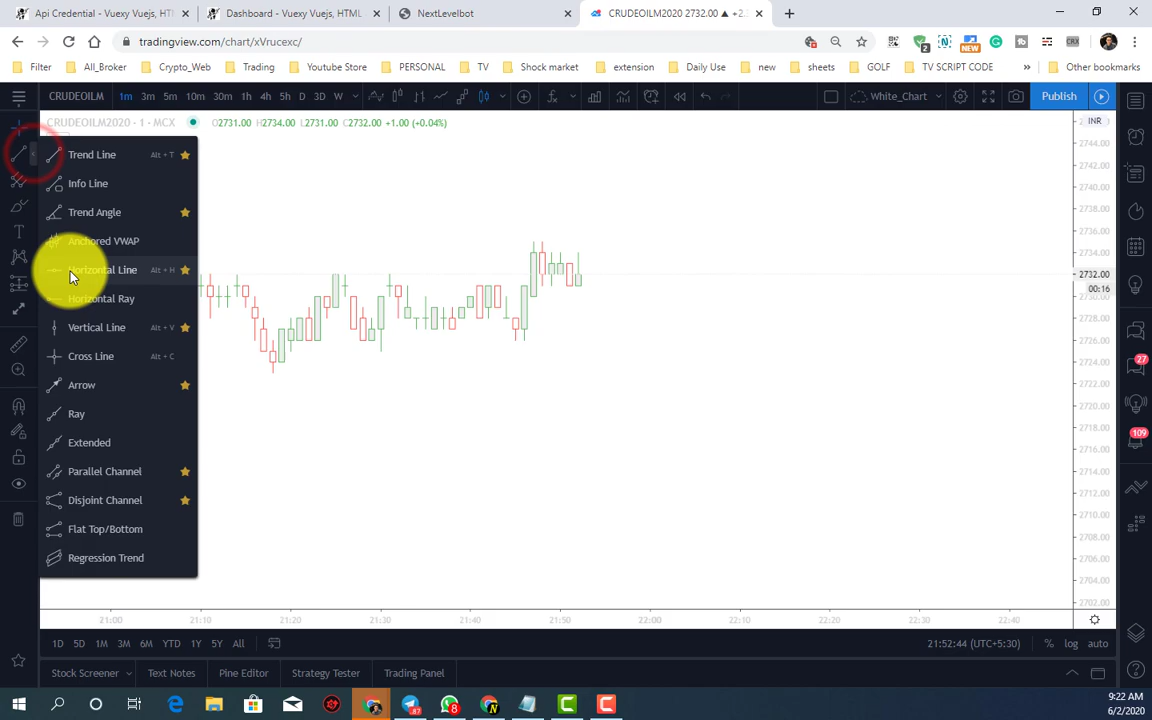 Api Credential - Vuexy Vuejs, HTM
Dashboard - Vuexy Vuejs, HTML
NextLevelbot
CRUDEOILM2020 2732.00 ▲ +2.
tradingview.com/chart/xVrucexc/
2
NEW
CRX
Filter
All_Broker
Crypto_Web
Trading
Youtube Store
PERSONAL
TV
Shock market
extension
Daily Use
new
sheets
GOLF
TV SCRIPT CODE
»
Other bookmarks
CRUDEOILM
1m
3m
5m
10m
30m
1h
4h
5h
D
3D
W
White_Chart
Publish
CRUDEOILM2020 · 1 · MCX
O2731.00 H2734.00 L2731.00 C2732.00 +1.00 (+0.04%)
INR
Trend Line Alt + T
Info Line
Trend Angle
Anchored VWAP
Horizontal Line Alt + H
Horizontal Ray
Vertical Line Alt + V
Cross Line Alt + C
Arrow
Ray
Extended
Parallel Channel
Disjoint Channel
Flat Top/Bottom
Regression Trend
2744.00
2742.00
2740.00
2738.00
2736.00
2734.00
2732.00
00:16
2730.00
2728.00
2726.00
2724.00
2722.00
2720.00
2718.00
2716.00
2714.00
2712.00
2710.00
2708.00
2706.00
2704.00
2702.00
27
109
21:00
21:10
21:20
21:30
21:40
21:50
22:00
22:10
22:20
22:30
22:40
1D
5D
1M
3M
6M
YTD
1Y
5Y
All
21:52:44 (UTC+5:30)
%
log
auto
Stock Screener
Text Notes
Pine Editor
Strategy Tester
Trading Panel
87
8
9:22 AM
6/2/2020